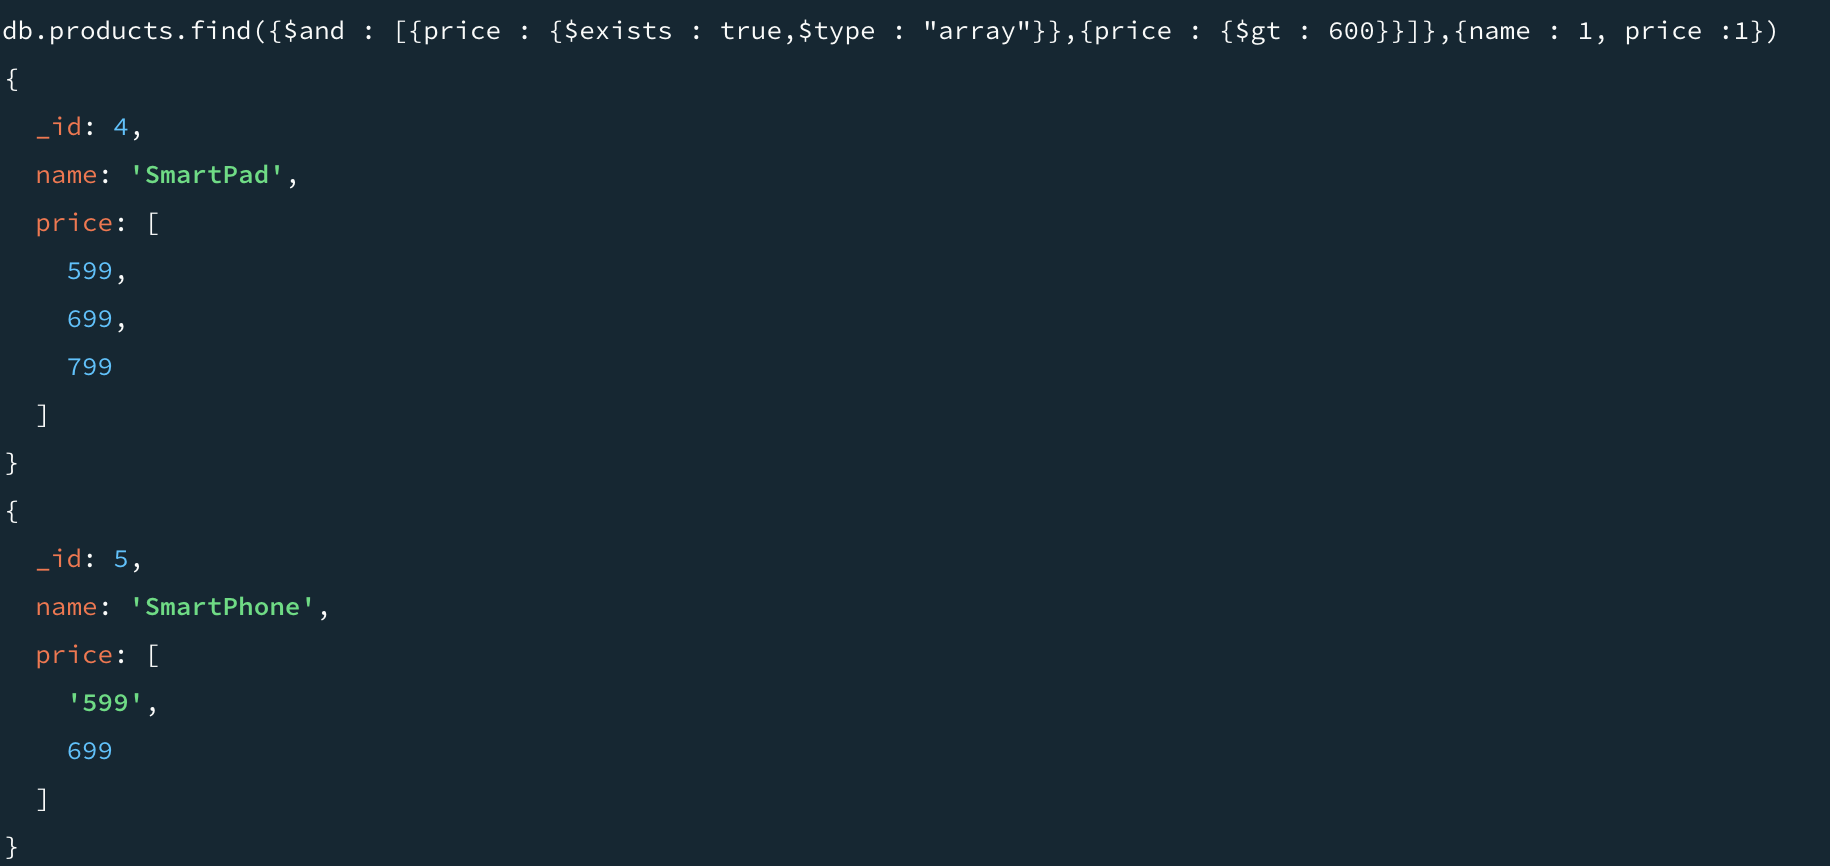 db.products.find({$and : [{price : {$exists : true,$type : "array"}},{price : {$gt : 600}}]},{name : 1, price :1})
{
  _id: 4,
  name: 'SmartPad',
  price: [
    599,
    699,
    799
  ]
}
{
  _id: 5,
  name: 'SmartPhone',
  price: [
    '599',
    699
  ]
}